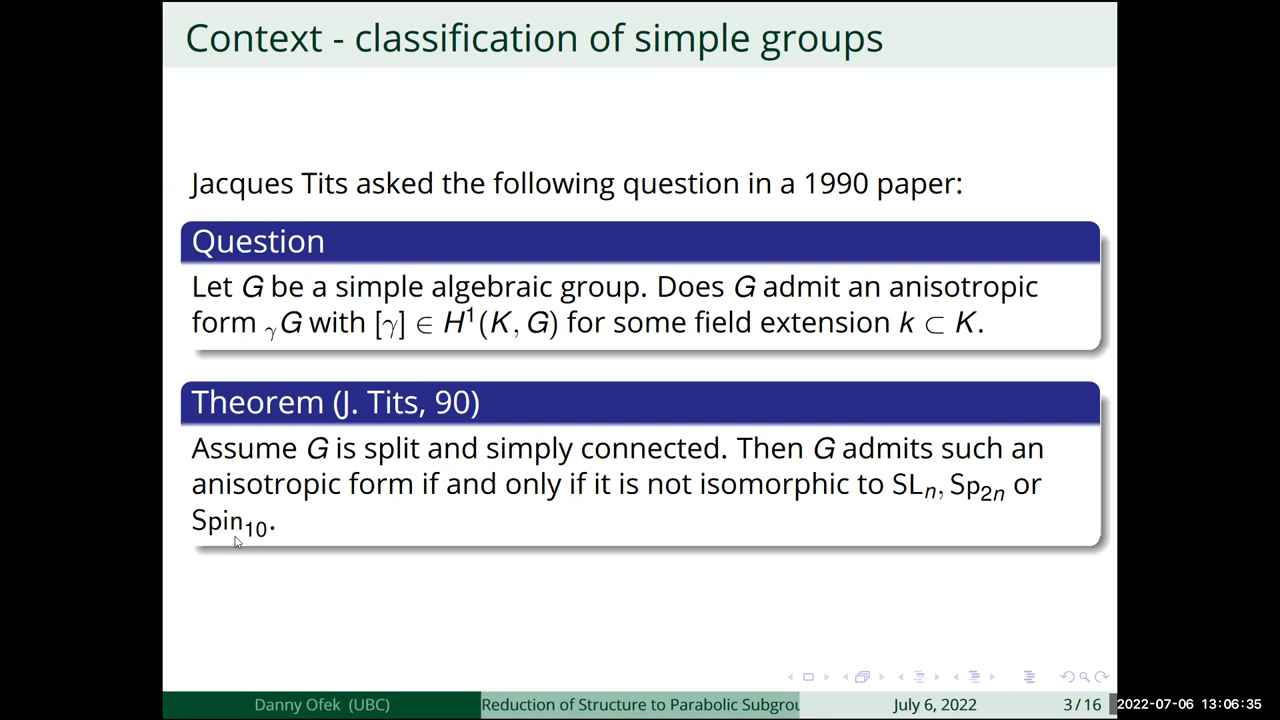 Context - classification of simple groups
Jacques Tits asked the following question in a 1990 paper:
Question
Let G be a simple algebraic group. Does G admit an anisotropic
form ᵧG with [γ] ∈ H¹(K, G) for some field extension k ⊂ K.
Theorem (J. Tits, 90)
Assume G is split and simply connected. Then G admits such an
anisotropic form if and only if it is not isomorphic to SLₙ, Sp₂ₙ or
Spin₁₀.
Danny Ofek (UBC) Reduction of Structure to Parabolic Subgrou July 6, 2022 3 / 16 2022-07-06 13:06:35